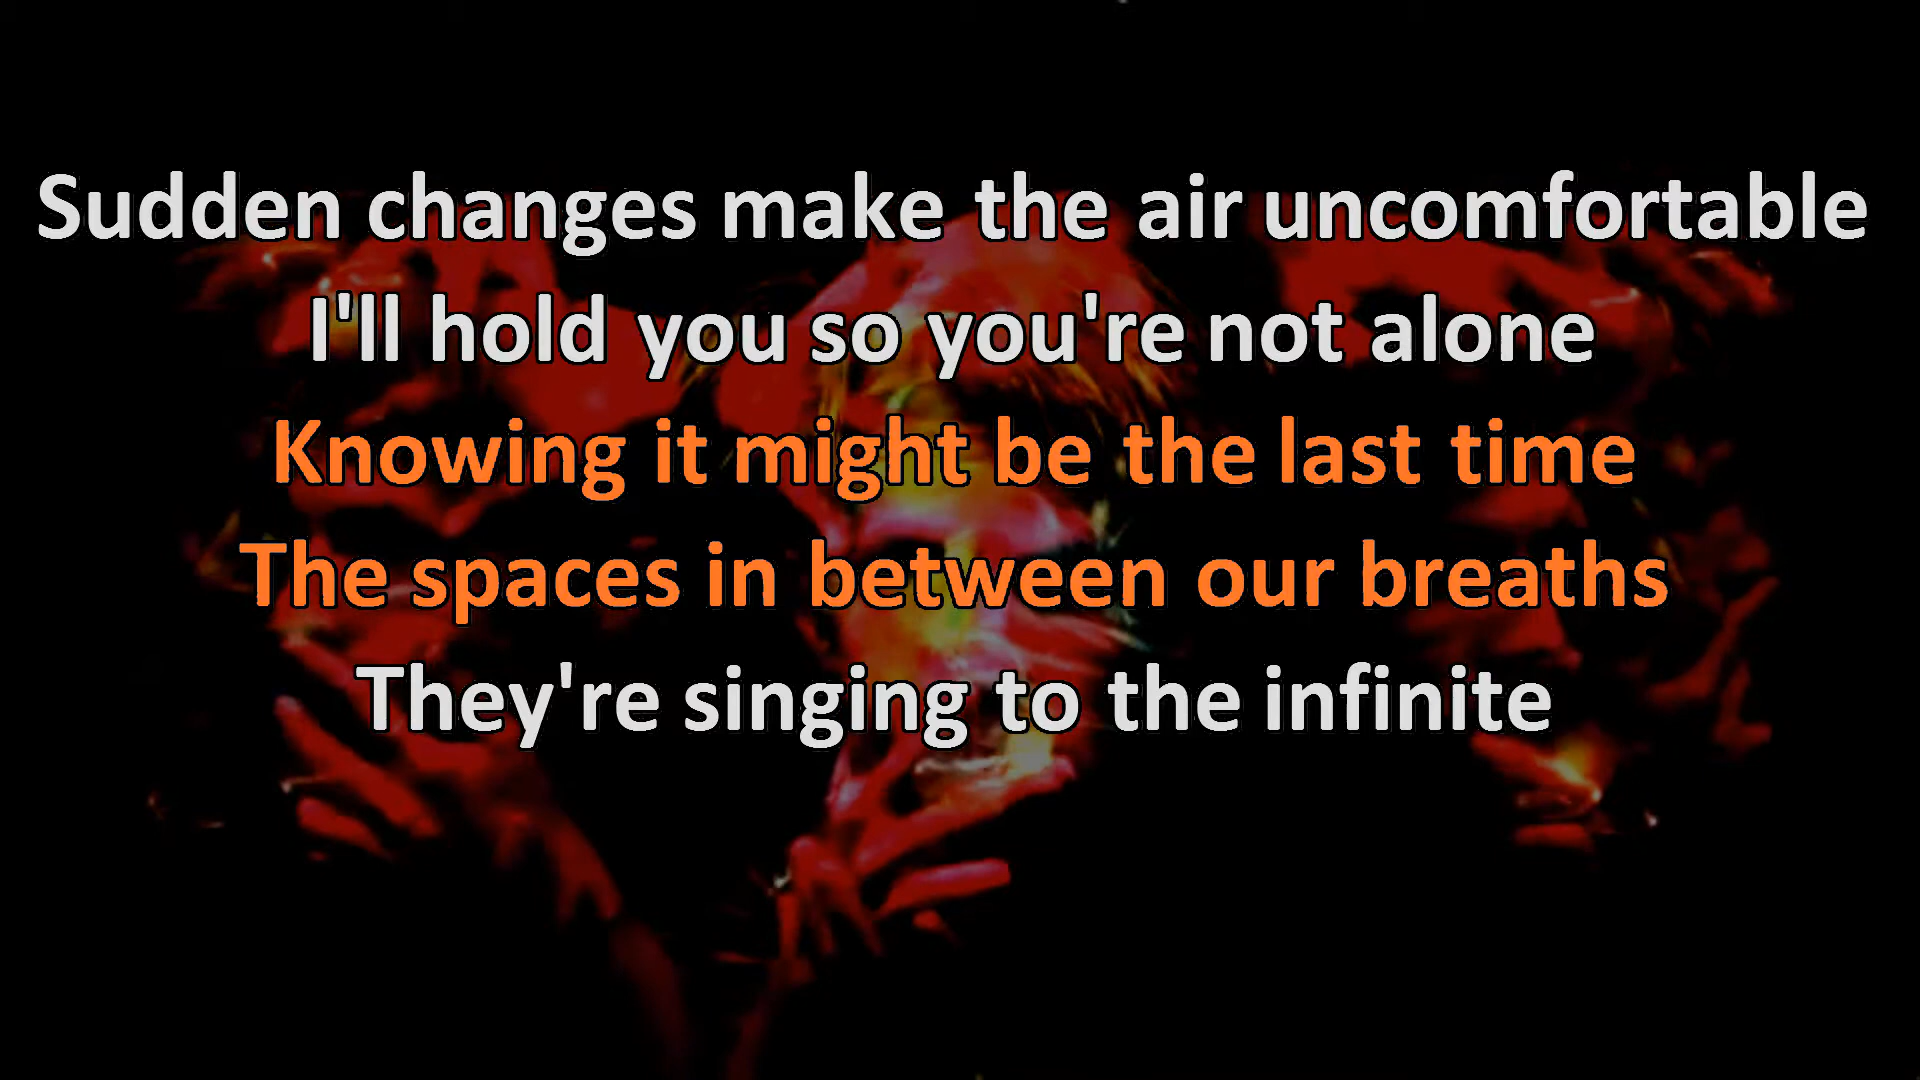 Sudden changes make the air uncomfortable
I'll hold you so you're not alone
Knowing it might be the last time
The spaces in between our breaths
They're singing to the infinite